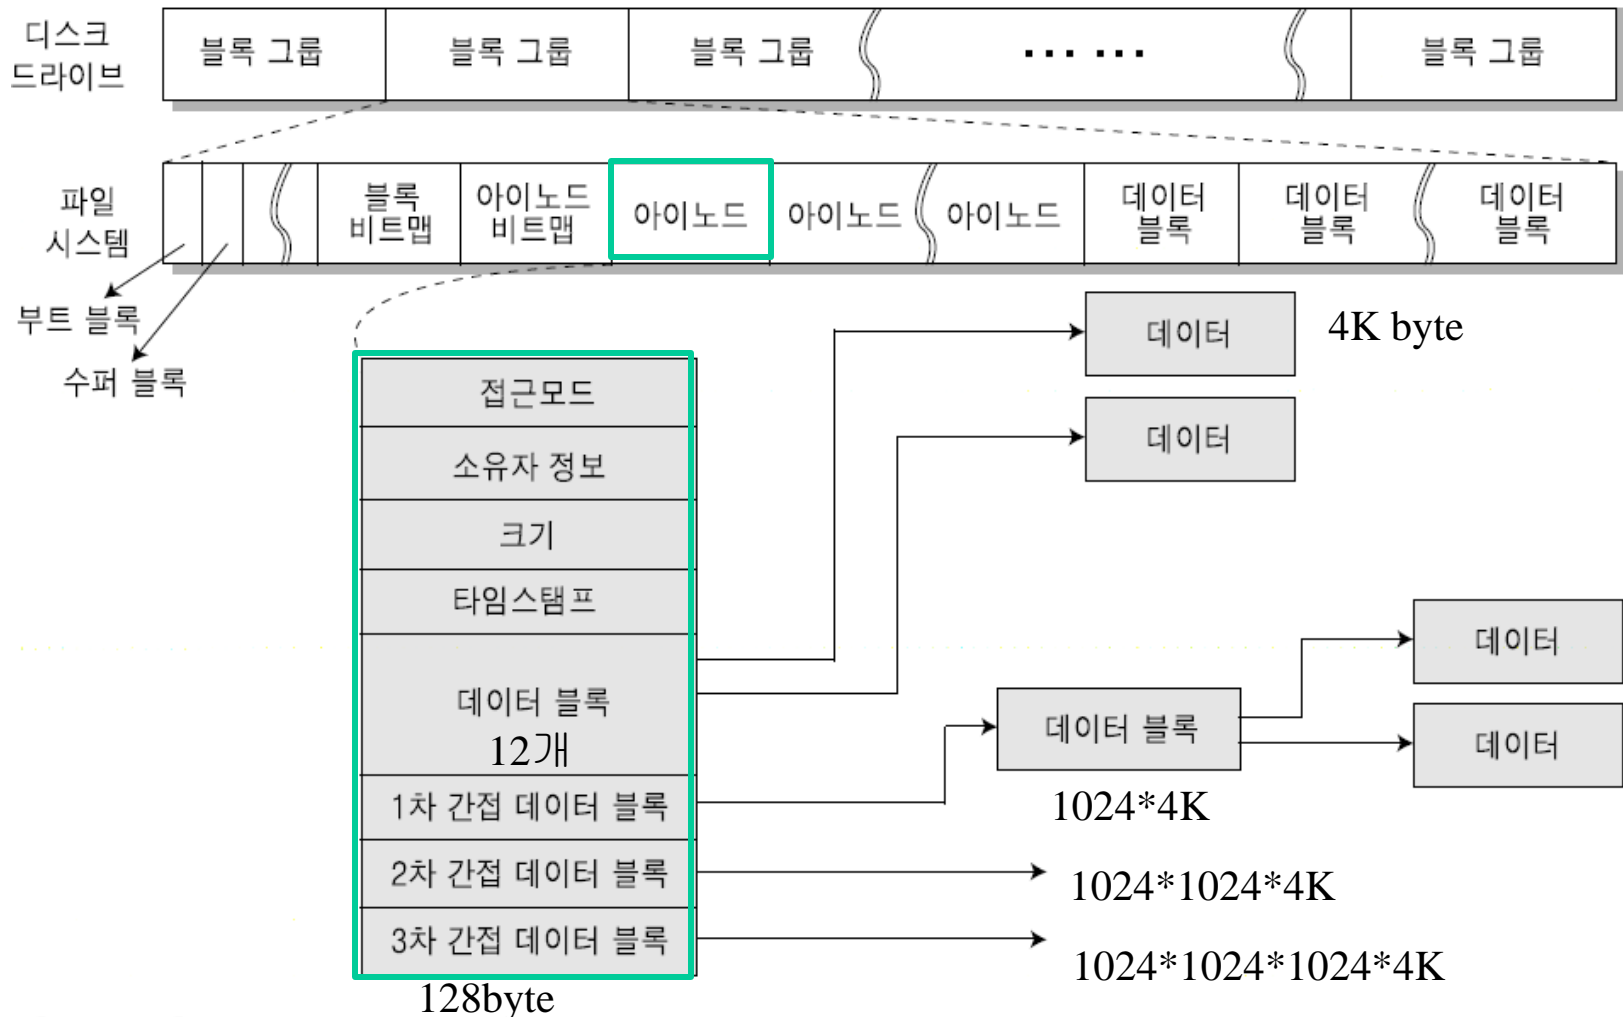 디스크
드라이브
블록 그룹
블록 그룹
블록 그룹
... ...
블록 그룹
파일
시스템
블록
비트맵
아이노드
비트맵
아이노드
아이노드
아이노드
데이터
블록
데이터
블록
데이터
블록
부트 블록
수퍼 블록
접근모드
소유자 정보
크기
타임스탬프
데이터 블록
12개
1차 간접 데이터 블록
2차 간접 데이터 블록
3차 간접 데이터 블록
128byte
데이터
4K byte
데이터
데이터 블록
데이터
데이터
1024*4K
1024*1024*4K
1024*1024*1024*4K